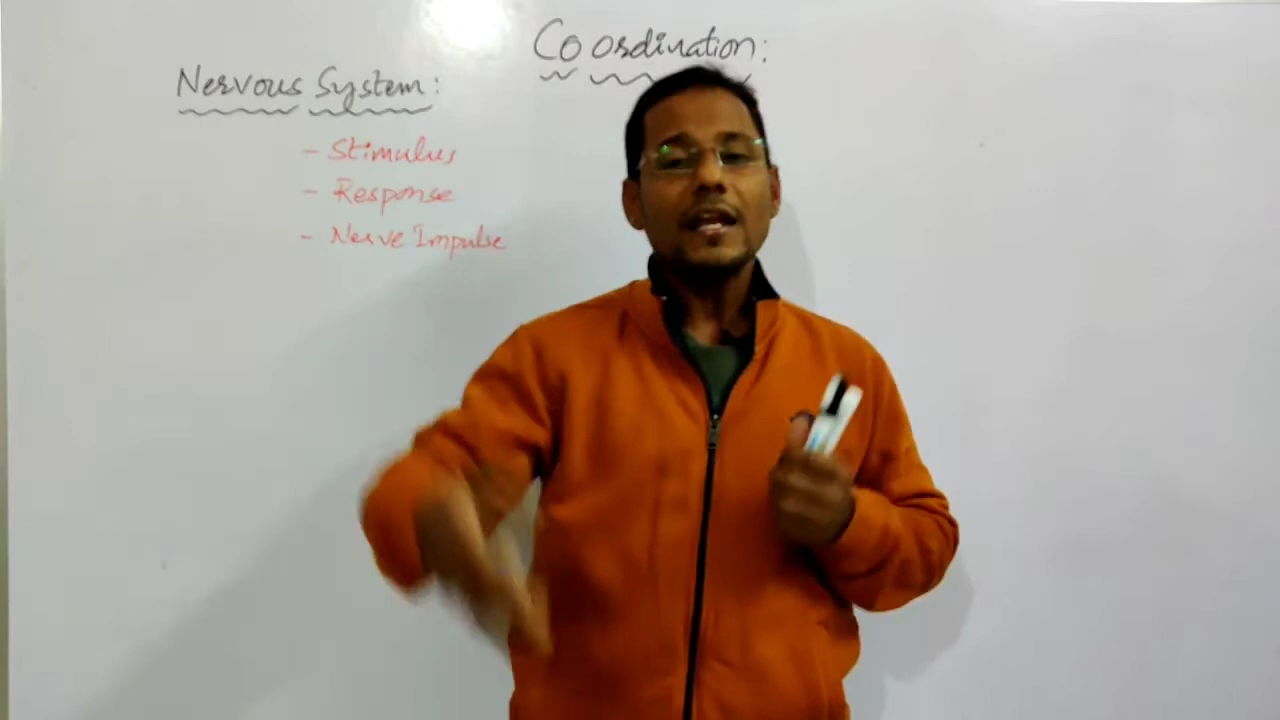 Coordination:
Nervous System:
- Stimulus
- Response
- Nerve Impulse